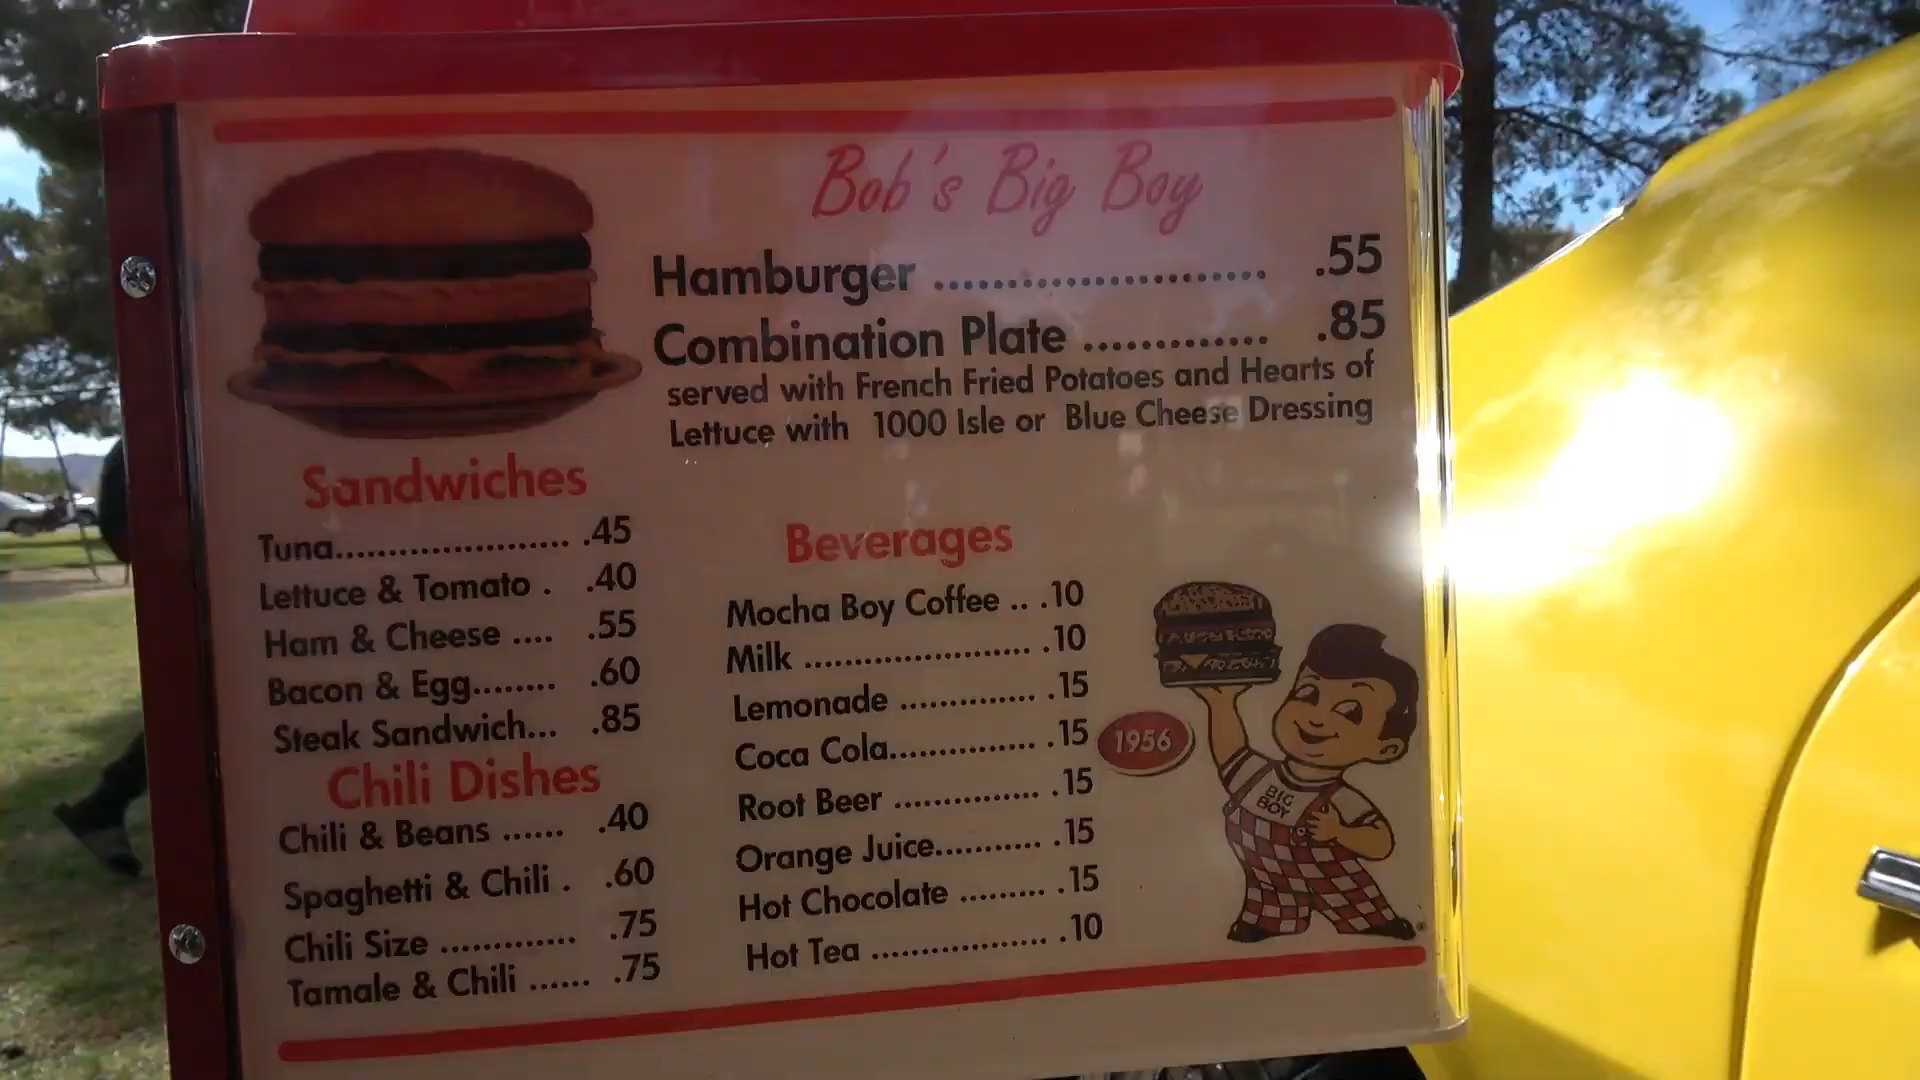 Bob's Big Boy
Hamburger ....................... .55
Combination Plate ............. .85
served with French Fried Potatoes and Hearts of
Lettuce with 1000 Isle or Blue Cheese Dressing
Sandwiches
Tuna....................... .45
Lettuce & Tomato . .40
Ham & Cheese .... .55
Bacon & Egg........ .60
Steak Sandwich... .85
Chili Dishes
Chili & Beans ...... .40
Spaghetti & Chili . .60
Chili Size ............. .75
Tamale & Chili ...... .75
Beverages
Mocha Boy Coffee .. .10
Milk ....................... .10
Lemonade ............. .15
Coca Cola.............. .15
Root Beer .............. .15
Orange Juice.......... .15
Hot Chocolate ........ .15
Hot Tea ................. .10
1956
BIG
BOY